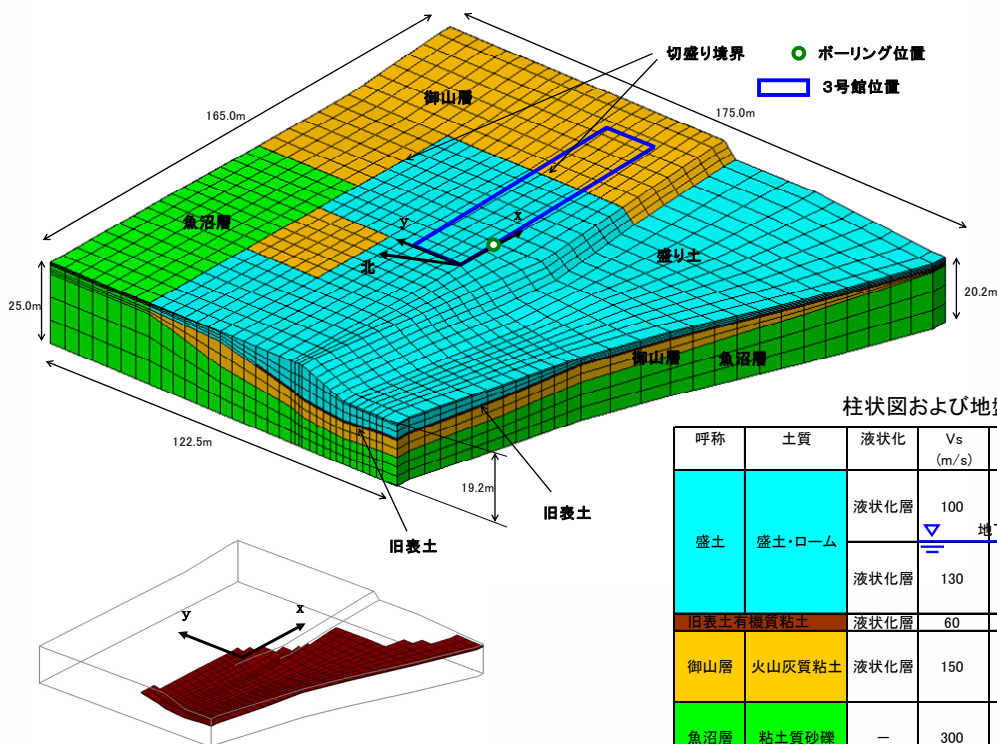 切盛り境界
ボーリング位置
3号館位置
御山層
165.0m
175.0m
魚沼層
y
x
北
盛り土
25.0m
20.2m
御山層
魚沼層
122.5m
19.2m
旧表土
旧表土
y
x
柱状図および地盤
呼称 土質 液状化 Vs (m/s)
盛土 盛土・ローム 液状化層 100
地下
液状化層 130
旧表土有機質粘土 液状化層 60
御山層 火山灰質粘土 液状化層 150
魚沼層 粘土質砂礫 － 300